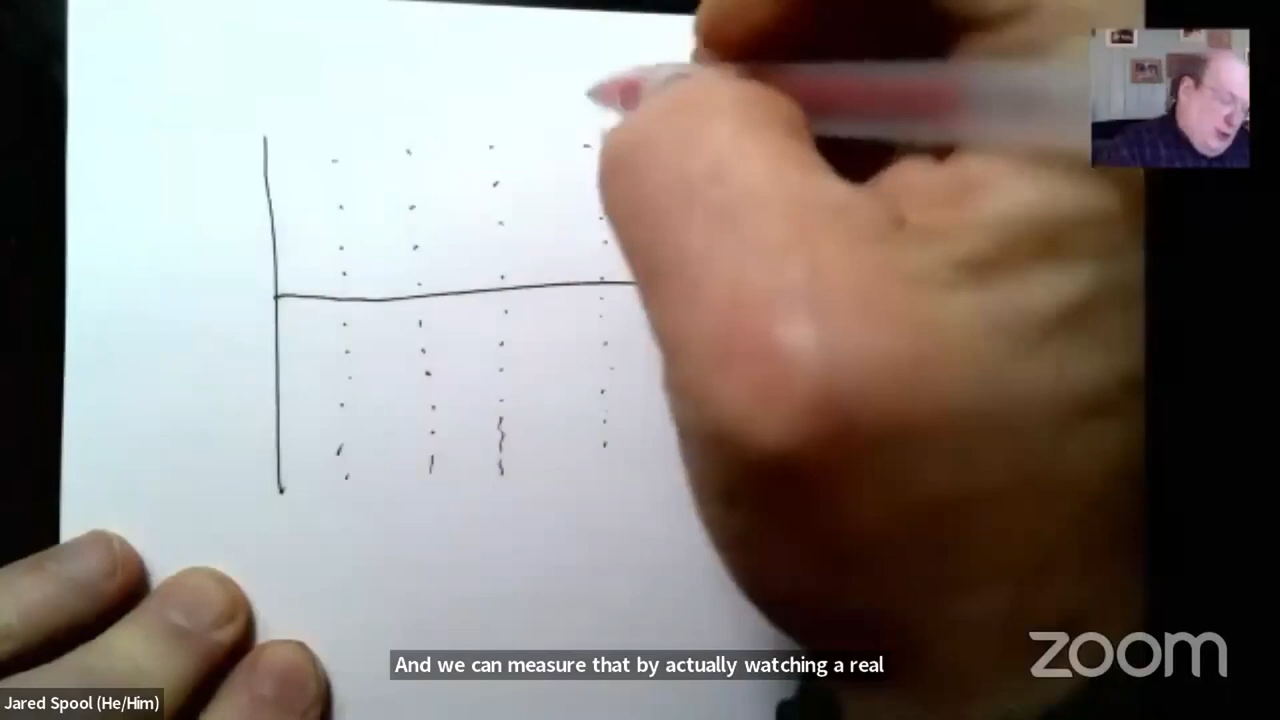 And we can measure that by actually watching a real
zoom
Jared Spool (He/Him)